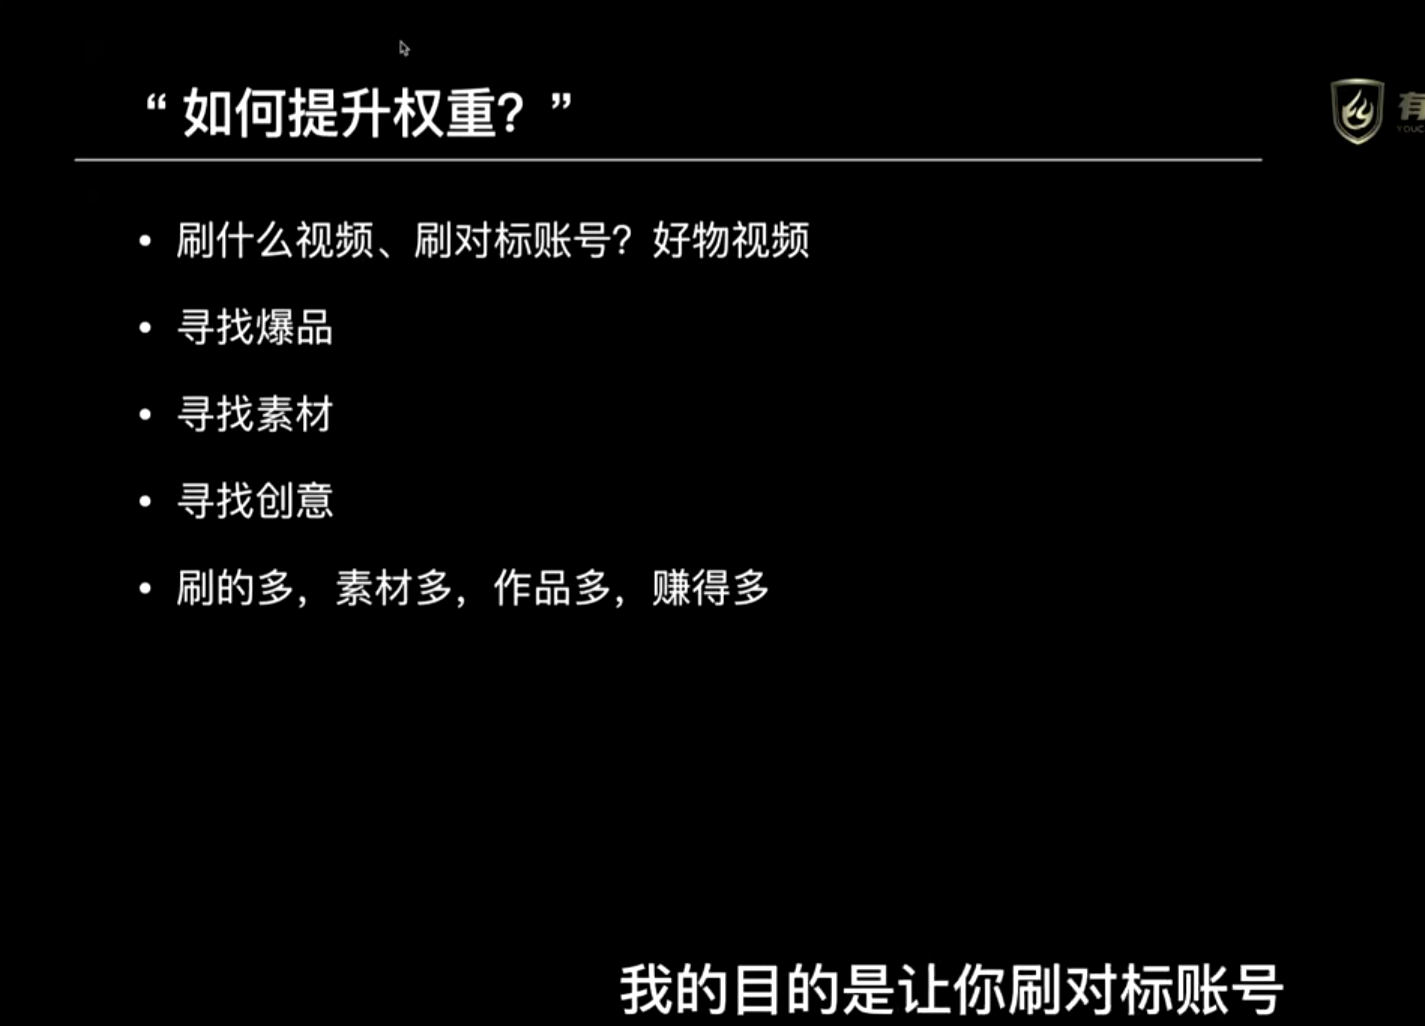 “如何提升权重？”
有
YOUC
• 刷什么视频、刷对标账号？好物视频
• 寻找爆品
• 寻找素材
• 寻找创意
• 刷的多，素材多，作品多，赚得多
我的目的是让你刷对标账号